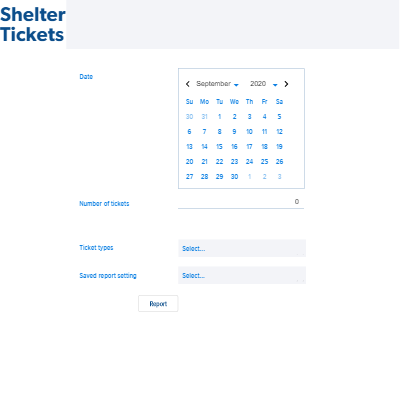 Shelter
Tickets
Date
September 2020
Su Mo Tu We Th Fr Sa
30 31 1 2 3 4 5
6 7 8 9 10 11 12
13 14 15 16 17 18 19
20 21 22 23 24 25 26
27 28 29 30 1 2 3
Number of tickets
0
Ticket types
Select...
Saved report setting
Select...
Report